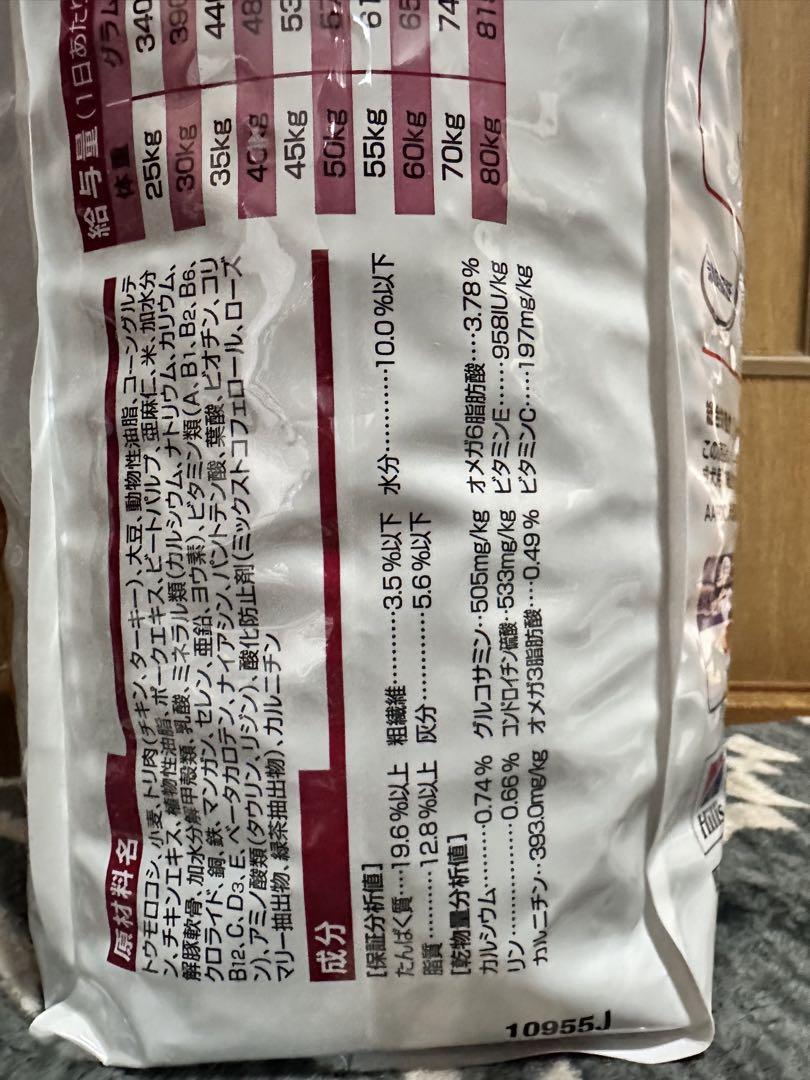 原材料名
トウモロコシ、小麦、トリ肉(チキン、ターキー)、大豆、動物性油脂、コーングルテ
ン、チキンエキス、植物性油脂、ポークエキス、ビートパルプ、亜麻仁、米、加水分
解豚軟骨、加水分解甲殻類、乳酸、ミネラル類(カルシウム、ナトリウム、カリウム、
クロライド、銅、鉄、マンガン、セレン、亜鉛、ヨウ素)、ビタミン類(A、B1、B2、B6、
B12、C、D3、E、ベータカロテン、ナイアシン、パントテン酸、葉酸、ビオチン、コリ
ン)、アミノ酸類(タウリン、リジン)、酸化防止剤(ミックストコフェロール、ローズ
マリー抽出物、緑茶抽出物)、カルニチン
成分
[保証分析値]
たんぱく質…19.6%以上 粗繊維…………3.5%以下 水分…………10.0%以下
脂質………12.8%以上 灰分…………5.6%以下
[乾物量分析値]
カルシウム………0.74% グルコサミン‥505mg/kg オメガ6脂肪酸‥‥3.78%
リン……………0.66% コンドロイチン硫酸‥533mg/kg ビタミンE……958IU/kg
カルニチン‥393.0mg/kg オメガ3脂肪酸‥‥0.49% ビタミンC‥‥197mg/kg
給与量(1日あたり
体重 グラム
25kg 340
30kg 390
35kg 44
40kg 48
45kg 53
50kg 57
55kg 61
60kg 65
70kg 74
80kg 815
10955J
Hill's